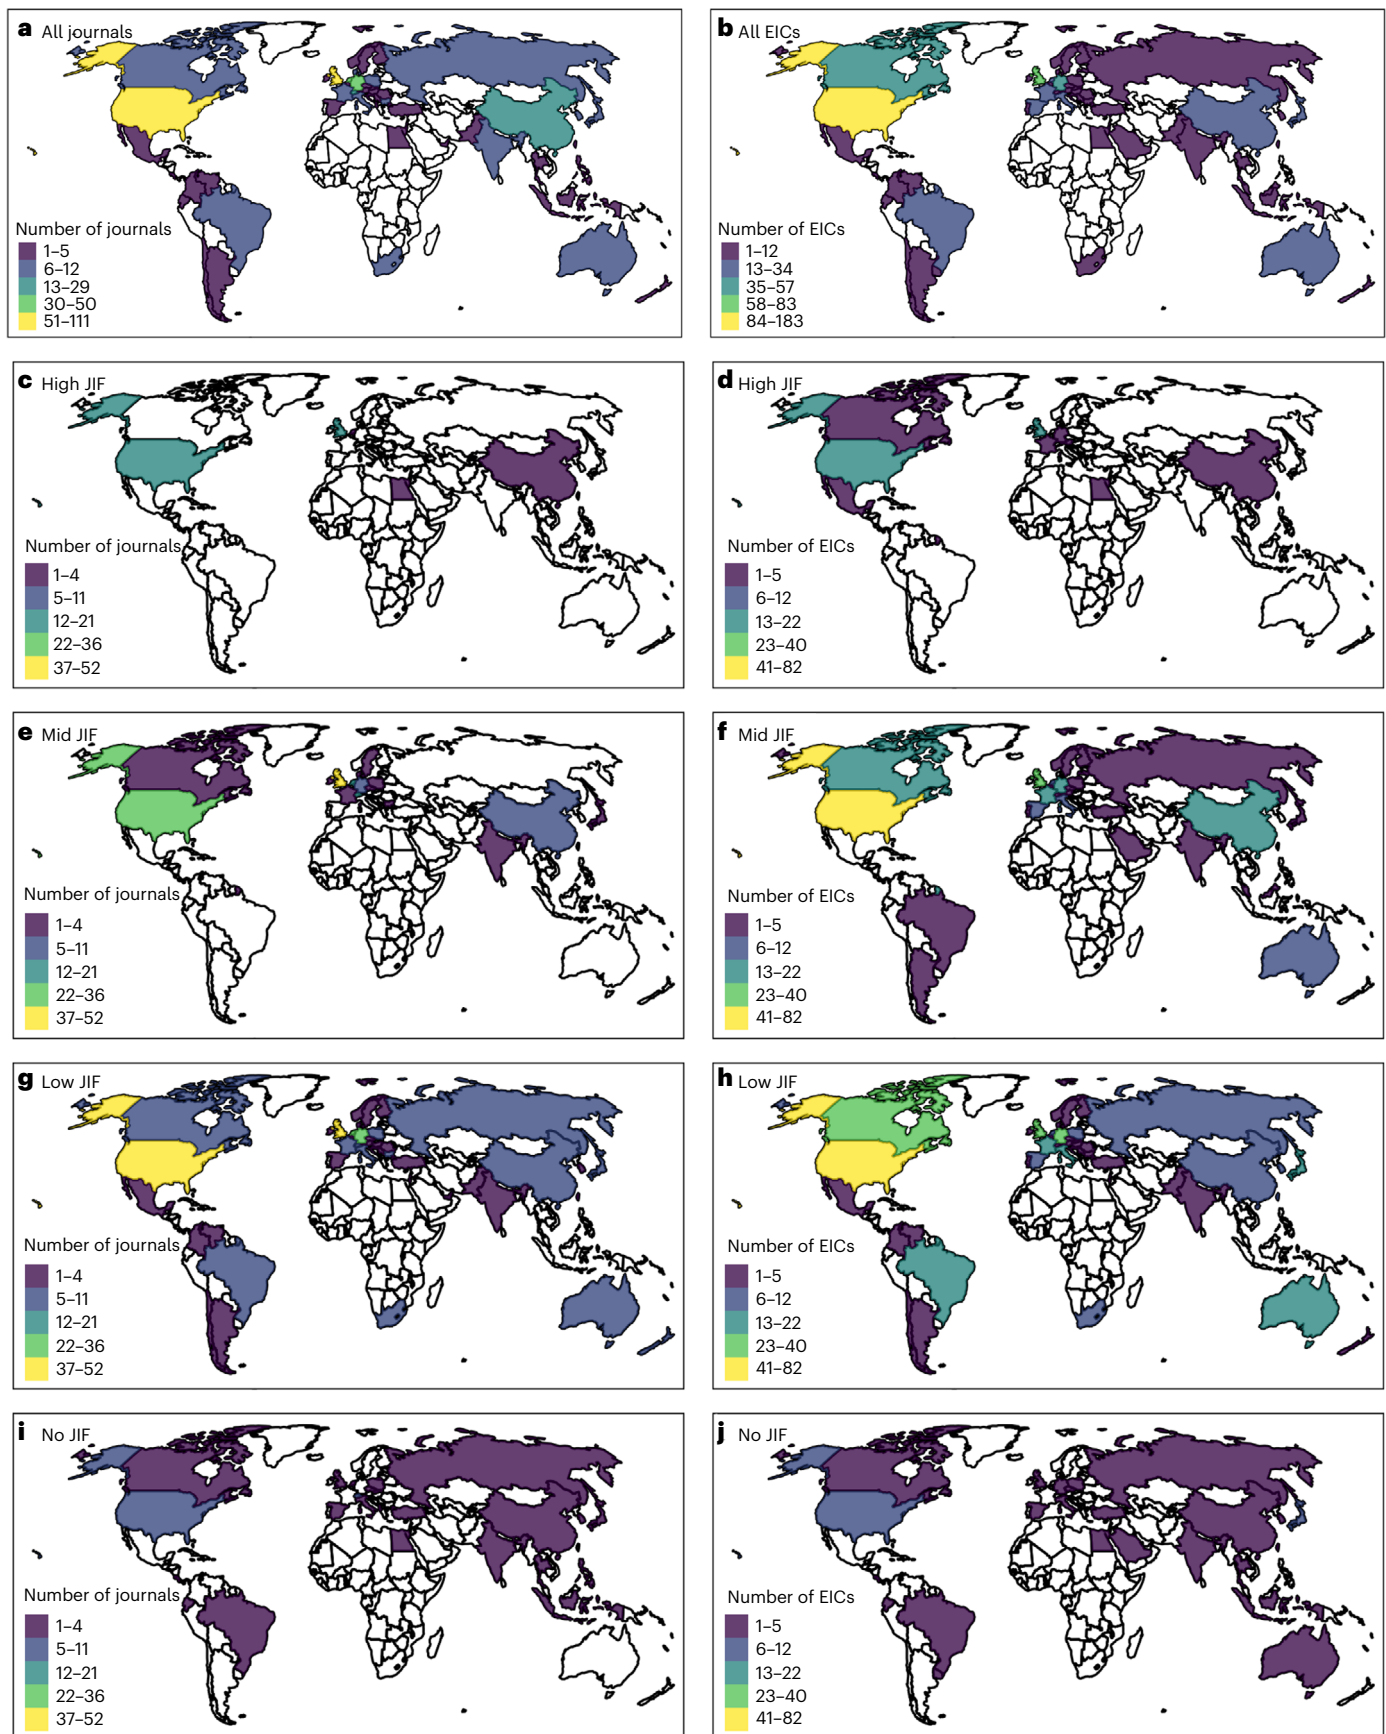 a All journals
Number of journals
1–5
6–12
13–29
30–50
51–111
b All EICs
Number of EICs
1–12
13–34
35–57
58–83
84–183
c High JIF
Number of journals
1–4
5–11
12–21
22–36
37–52
d High JIF
Number of EICs
1–5
6–12
13–22
23–40
41–82
e Mid JIF
Number of journals
1–4
5–11
12–21
22–36
37–52
f Mid JIF
Number of EICs
1–5
6–12
13–22
23–40
41–82
g Low JIF
Number of journals
1–4
5–11
12–21
22–36
37–52
h Low JIF
Number of EICs
1–5
6–12
13–22
23–40
41–82
i No JIF
Number of journals
1–4
5–11
12–21
22–36
37–52
j No JIF
Number of EICs
1–5
6–12
13–22
23–40
41–82